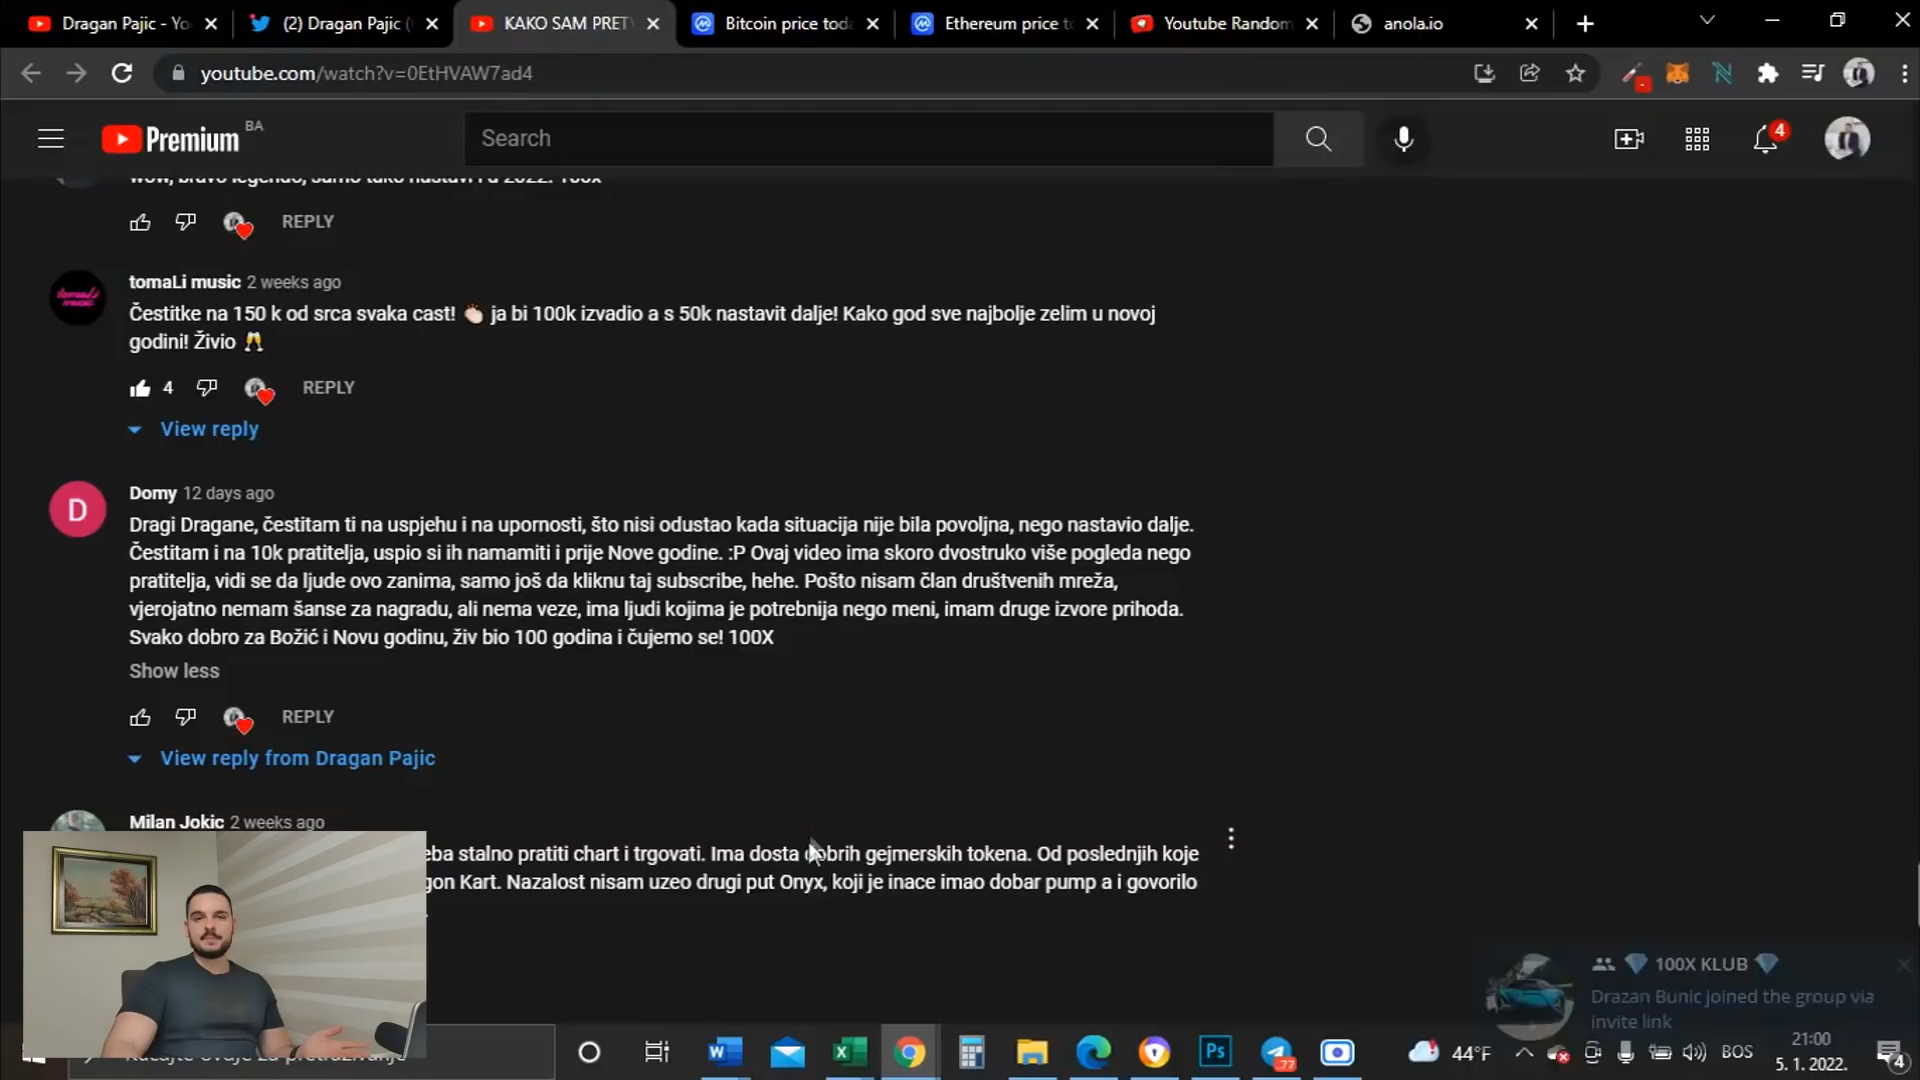 Dragan Pajic - Yo
(2) Dragan Pajic (
KAKO SAM PRET
Bitcoin price tod
Ethereum price t
Youtube Random
anola.io
youtube.com/watch?v=0EtHVAW7ad4
Premium BA
Search
4
REPLY
tomaLi music 2 weeks ago
Čestitke na 150 k od srca svaka cast! 👏 ja bi 100k izvadio a s 50k nastavit dalje! Kako god sve najbolje zelim u novoj
godini! Živio 🥂
4 REPLY
View reply
D
Domy 12 days ago
Dragi Dragane, čestitam ti na uspjehu i na upornosti, što nisi odustao kada situacija nije bila povoljna, nego nastavio dalje.
Čestitam i na 10k pratitelja, uspio si ih namamiti i prije Nove godine. :P Ovaj video ima skoro dvostruko više pogleda nego
pratitelja, vidi se da ljude ovo zanima, samo još da kliknu taj subscribe, hehe. Pošto nisam član društvenih mreža,
vjerojatno nemam šanse za nagradu, ali nema veze, ima ljudi kojima je potrebnija nego meni, imam druge izvore prihoda.
Svako dobro za Božić i Novu godinu, živ bio 100 godina i čujemo se! 100X
Show less
REPLY
View reply from Dragan Pajic
Milan Jokic 2 weeks ago
eba stalno pratiti chart i trgovati. Ima dosta dobrih gejmerskih tokena. Od poslednjih koje
gon Kart. Nazalost nisam uzeo drugi put Onyx, koji je inace imao dobar pump a i govorilo
💎 100X KLUB 💎
Drazan Bunic joined the group via
invite link
77
44°F
BOS
21:00
5. 1. 2022.
4